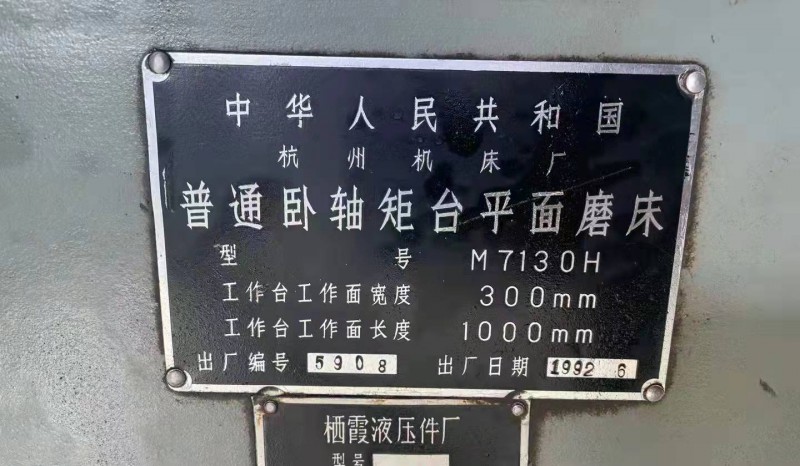 中华人民共和国
杭州机床厂
普通卧轴矩台平面磨床
型号 M7130H
工作台工作面宽度 300mm
工作台工作面长度 1000mm
出厂编号 5908 出厂日期 1992 6
栖霞液压件厂
型号